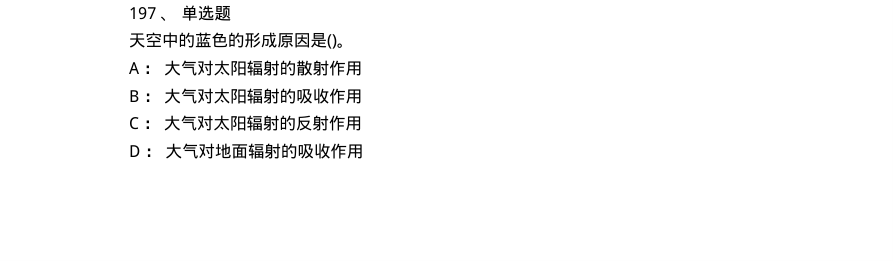 197 、 单选题
天空中的蓝色的形成原因是()。
A ： 大气对太阳辐射的散射作用
B ： 大气对太阳辐射的吸收作用
C ： 大气对太阳辐射的反射作用
D ： 大气对地面辐射的吸收作用